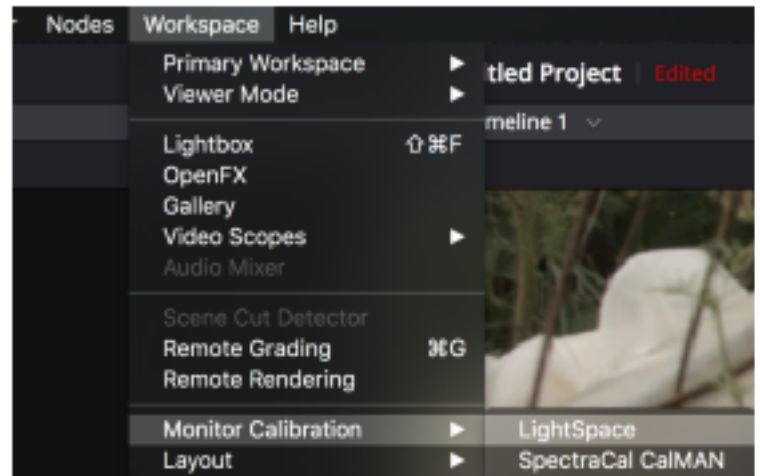 Nodes Workspace Help
Primary Workspace ▶
Viewer Mode ▶
tled Project | Edited
meline 1
Lightbox ⇧⌘F
OpenFX
Gallery
Video Scopes ▶
Audio Mixer
Scene Cut Detector
Remote Grading ⌘G
Remote Rendering
Monitor Calibration ▶ LightSpace
Layout ▶ SpectraCal CalMAN